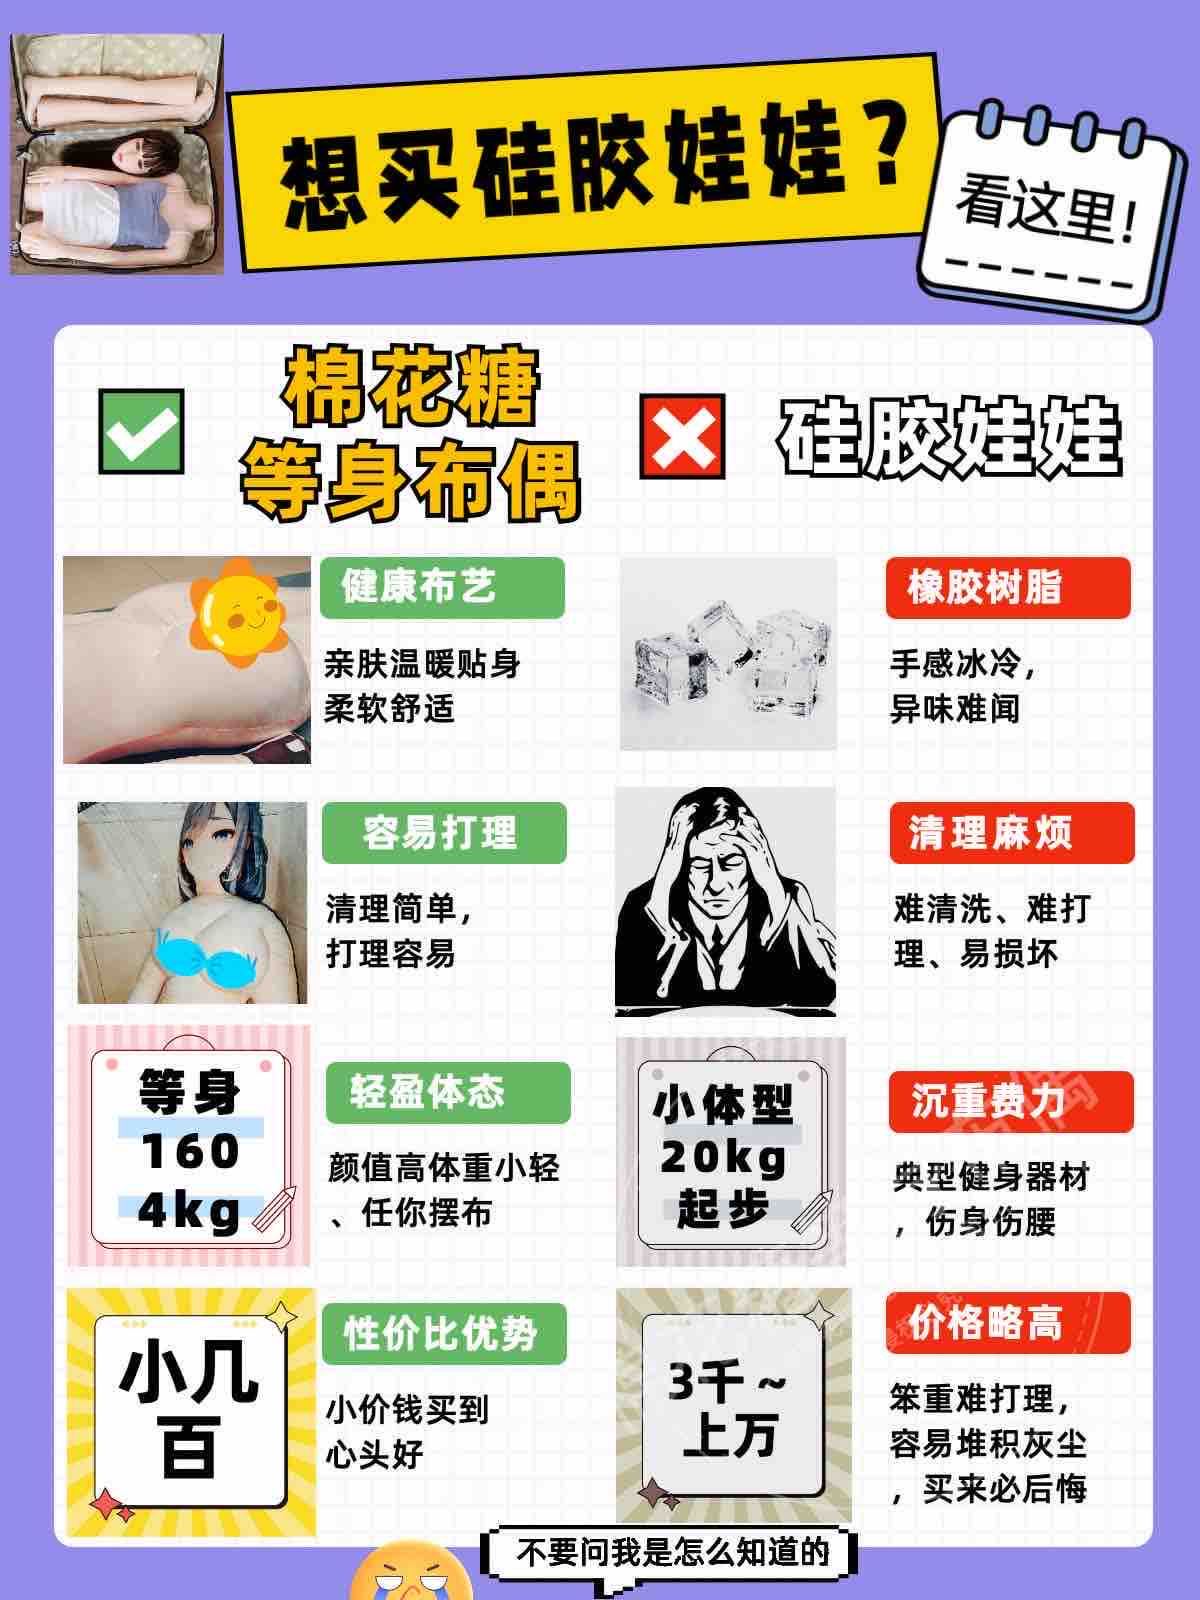 想买硅胶娃娃？
看这里！
棉花糖
等身布偶
硅胶娃娃
健康布艺
亲肤温暖贴身
柔软舒适
橡胶树脂
手感冰冷，
异味难闻
容易打理
清理简单，
打理容易
清理麻烦
难清洗、难打
理、易损坏
等身
160
4kg
轻盈体态
颜值高体重小轻
、任你摆布
小体型
20kg
起步
沉重费力
典型健身器材
，伤身伤腰
小几
百
性价比优势
小价钱买到
心头好
3千~
上万
价格略高
笨重难打理，
容易堆积灰尘
，买来必后悔
不要问我是怎么知道的